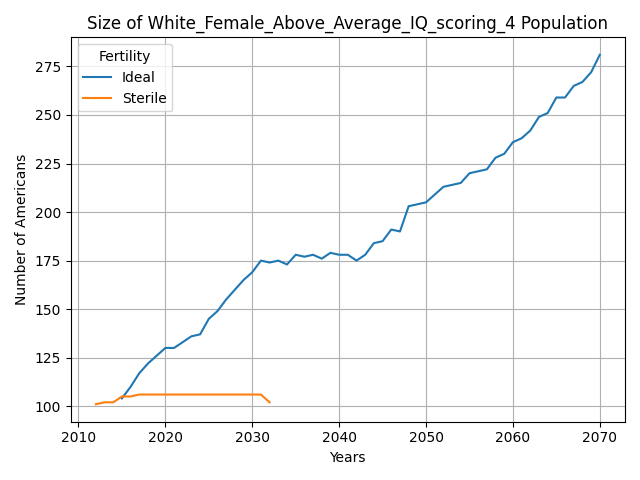 Size of White_Female_Above_Average_IQ_scoring_4 Population
Fertility
Ideal
Sterile
Number of Americans
275
250
225
200
175
150
125
100
2010 2020 2030 2040 2050 2060 2070
Years